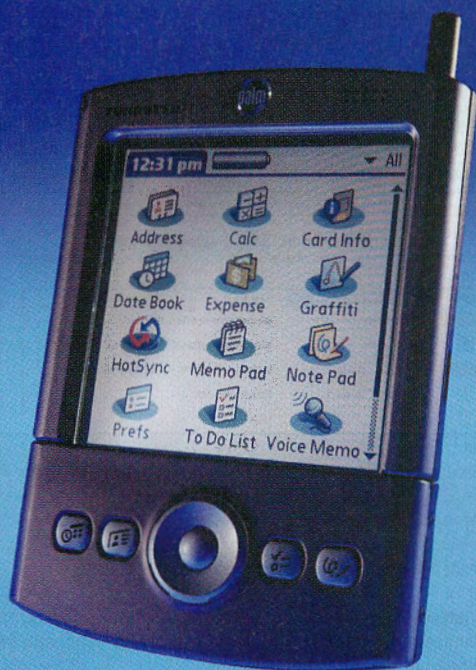 palm
12:31 pm All
Address Calc Card Info
Date Book Expense Graffiti
HotSync Memo Pad Note Pad
Prefs To Do List Voice Memo